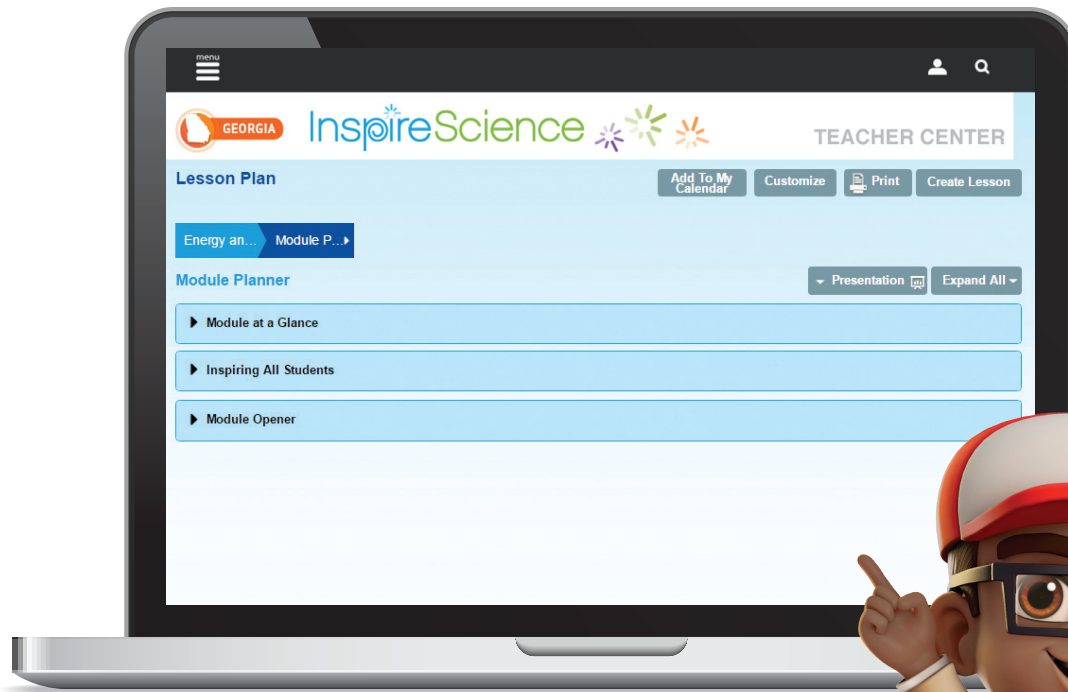 menu
GEORGIA InspireScience TEACHER CENTER
Lesson Plan
Add To My Calendar
Customize
Print
Create Lesson
Energy an... Module P...
Module Planner
Presentation
Expand All
Module at a Glance
Inspiring All Students
Module Opener